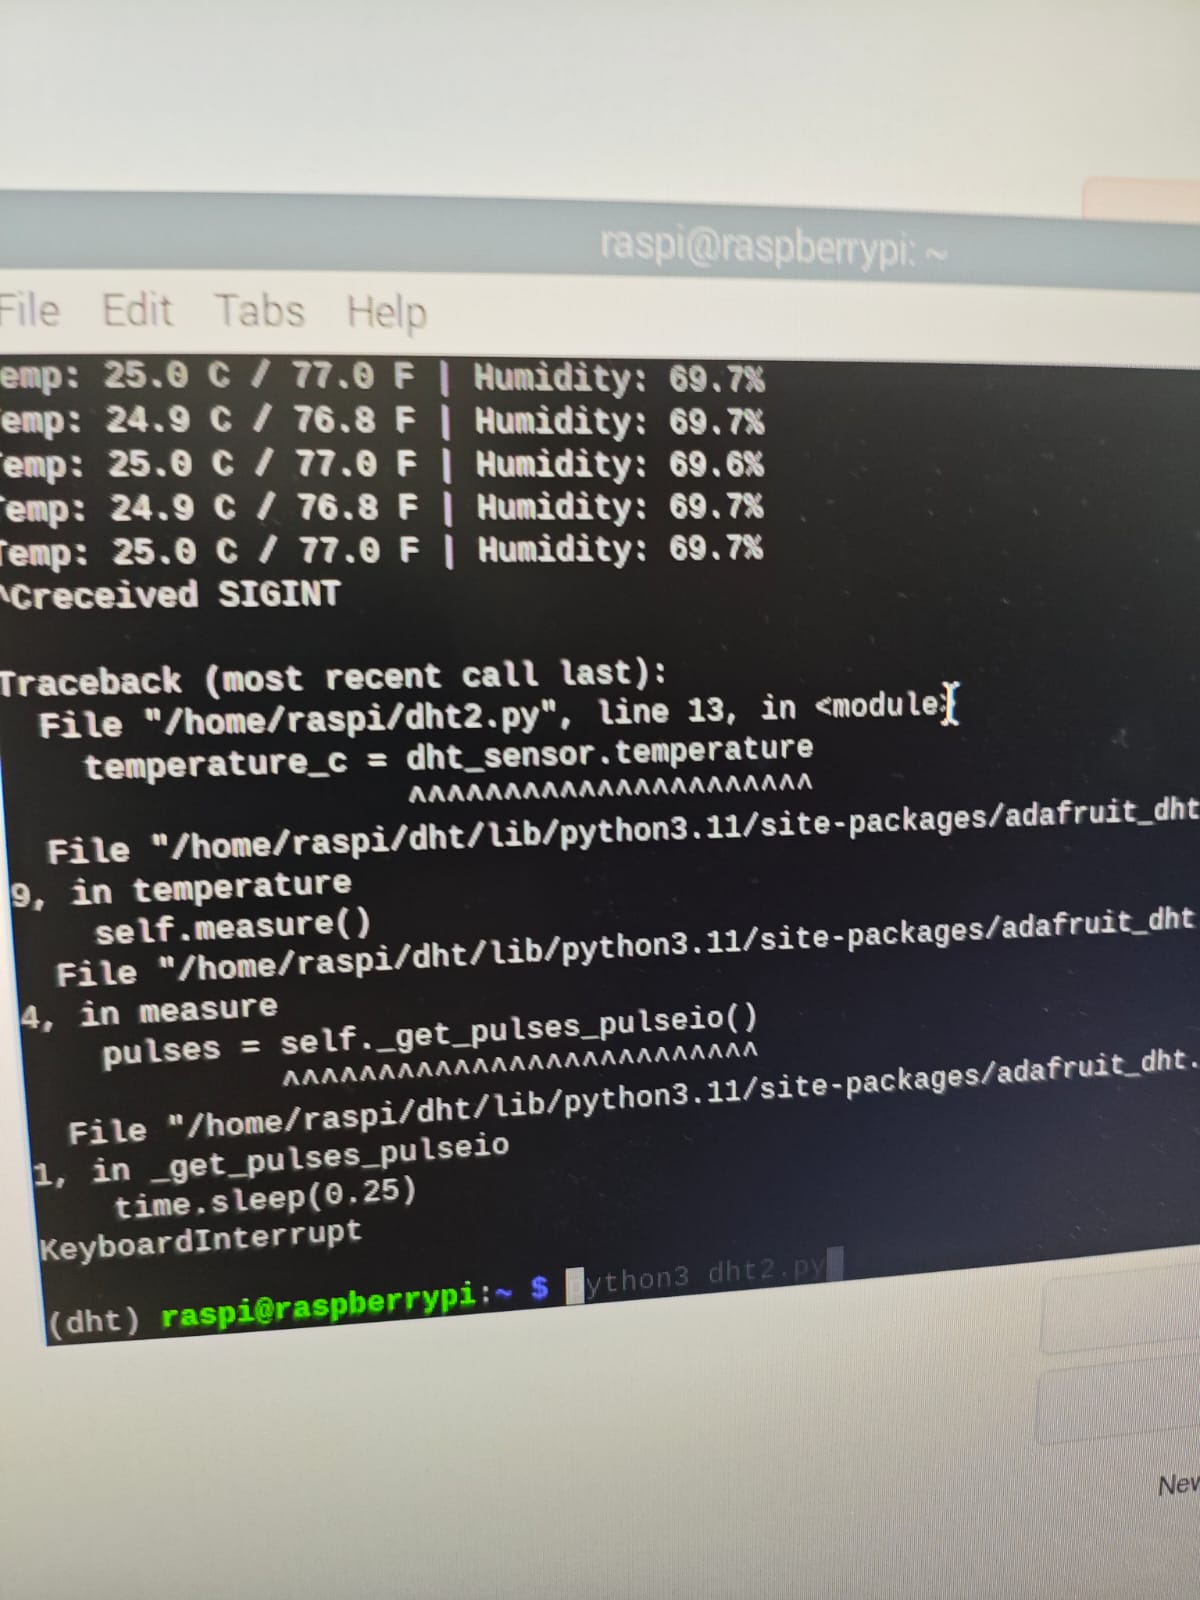 raspi@raspberrypi: ~
File Edit Tabs Help
emp: 25.0 C / 77.0 F | Humidity: 69.7%
emp: 24.9 C / 76.8 F | Humidity: 69.7%
emp: 25.0 C / 77.0 F | Humidity: 69.6%
emp: 24.9 C / 76.8 F | Humidity: 69.7%
Temp: 25.0 C / 77.0 F | Humidity: 69.7%
^Creceived SIGINT
Traceback (most recent call last):
File "/home/raspi/dht2.py", line 13, in <module>
temperature_c = dht_sensor.temperature
^^^^^^^^^^^^^^^^^^^^^^
File "/home/raspi/dht/lib/python3.11/site-packages/adafruit_dht
9, in temperature
self.measure()
File "/home/raspi/dht/lib/python3.11/site-packages/adafruit_dht
4, in measure
pulses = self._get_pulses_pulseio()
^^^^^^^^^^^^^^^^^^^^^^^^^^
File "/home/raspi/dht/lib/python3.11/site-packages/adafruit_dht.
1, in _get_pulses_pulseio
time.sleep(0.25)
KeyboardInterrupt
(dht) raspi@raspberrypi:~ $ python3 dht2.py
New